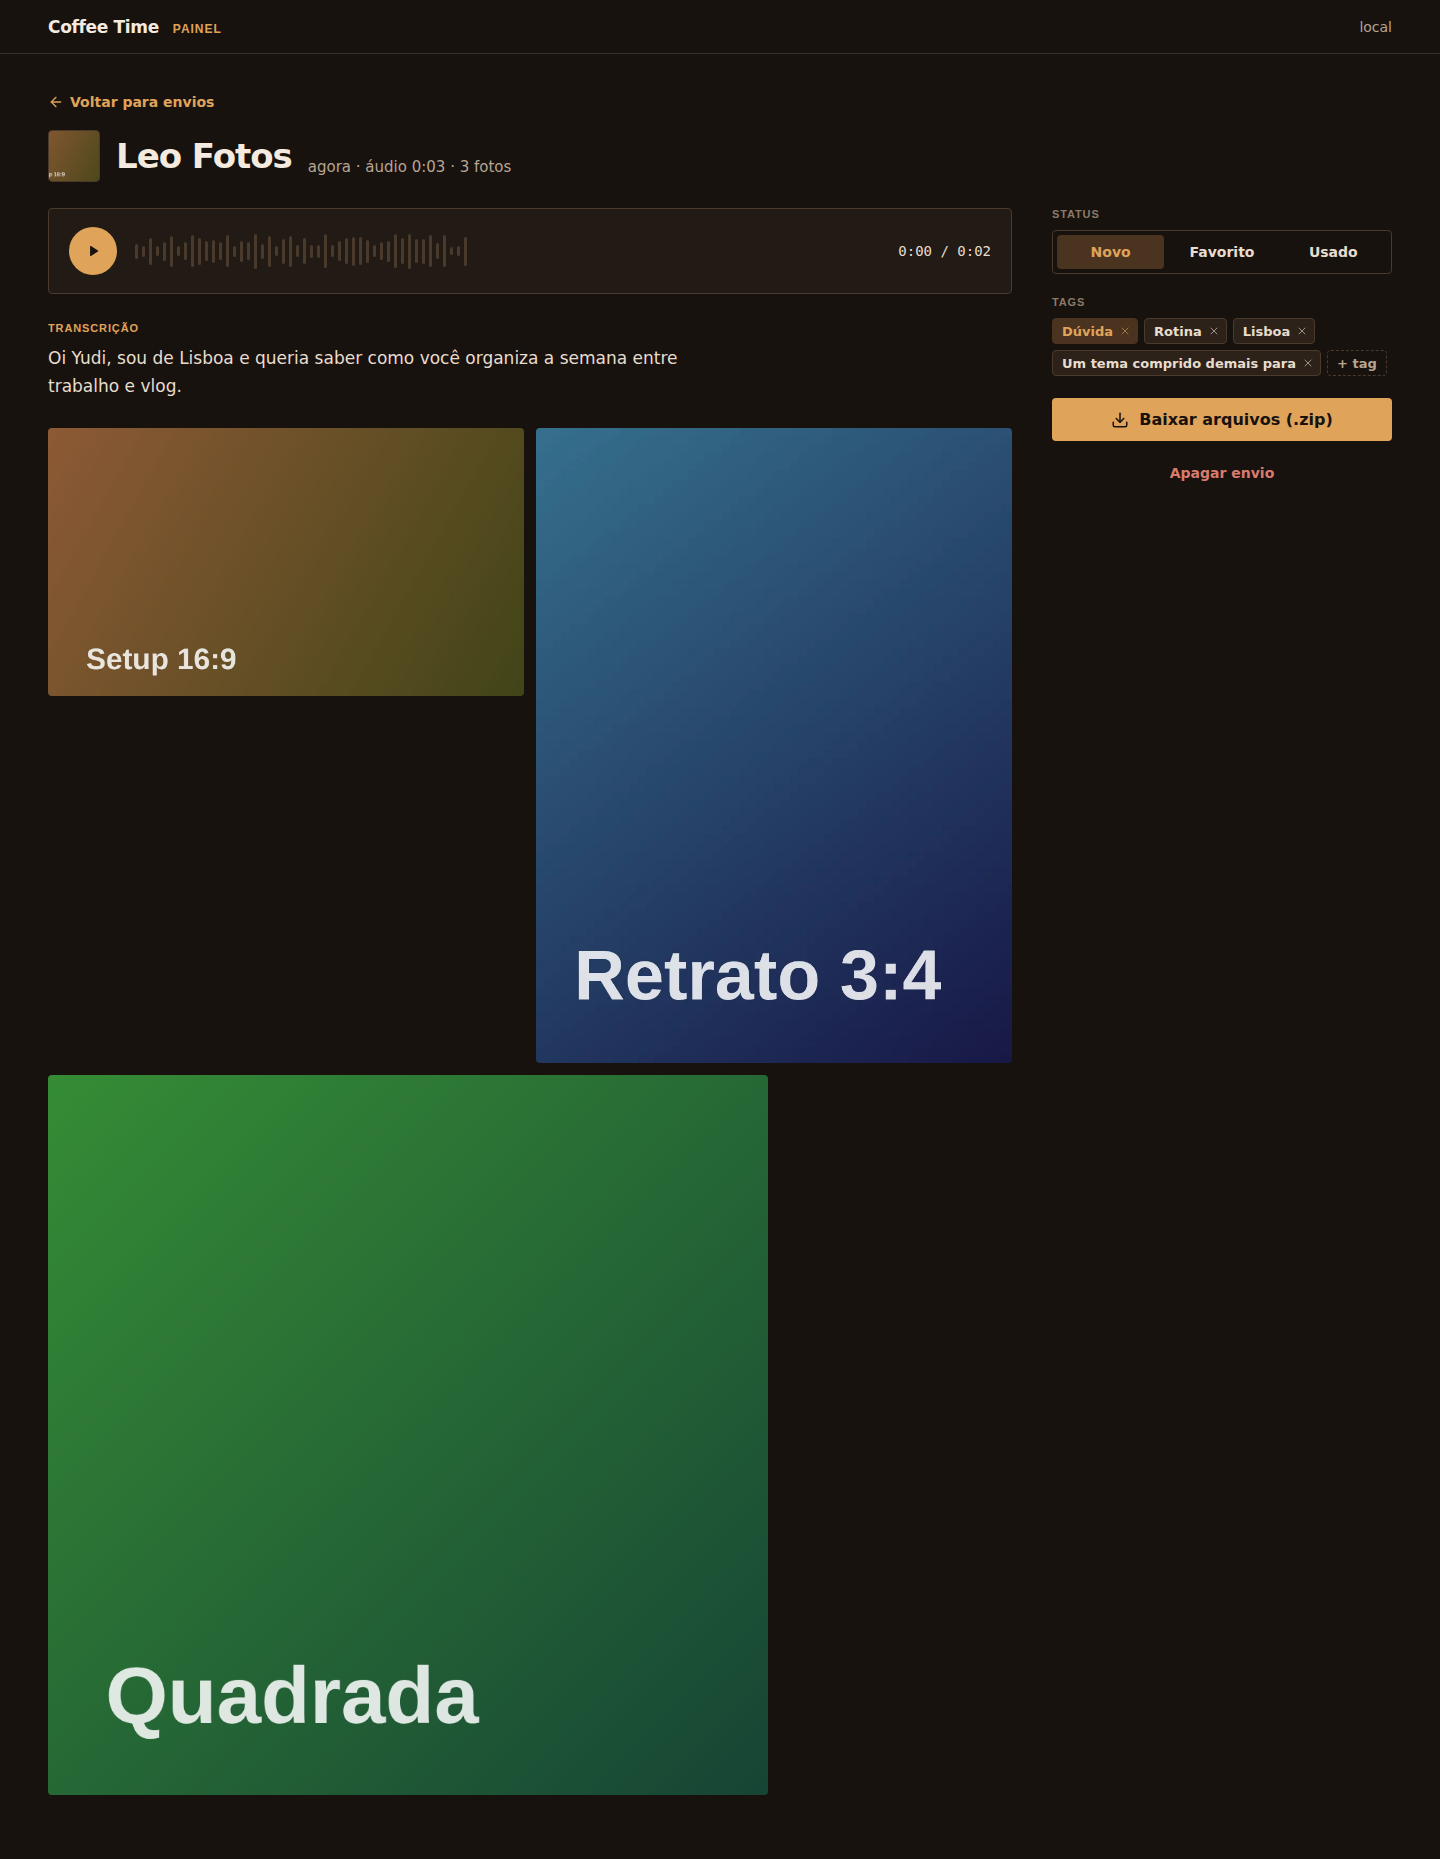 Coffee Time PAINEL
local
Voltar para envios
p 16:9
Leo Fotos agora · áudio 0:03 · 3 fotos
0:00 / 0:02
TRANSCRIÇÃO
Oi Yudi, sou de Lisboa e queria saber como você organiza a semana entre
trabalho e vlog.
Setup 16:9
Retrato 3:4
Quadrada
STATUS
Novo Favorito Usado
TAGS
Dúvida × Rotina × Lisboa ×
Um tema comprido demais para × + tag
Baixar arquivos (.zip)
Apagar envio